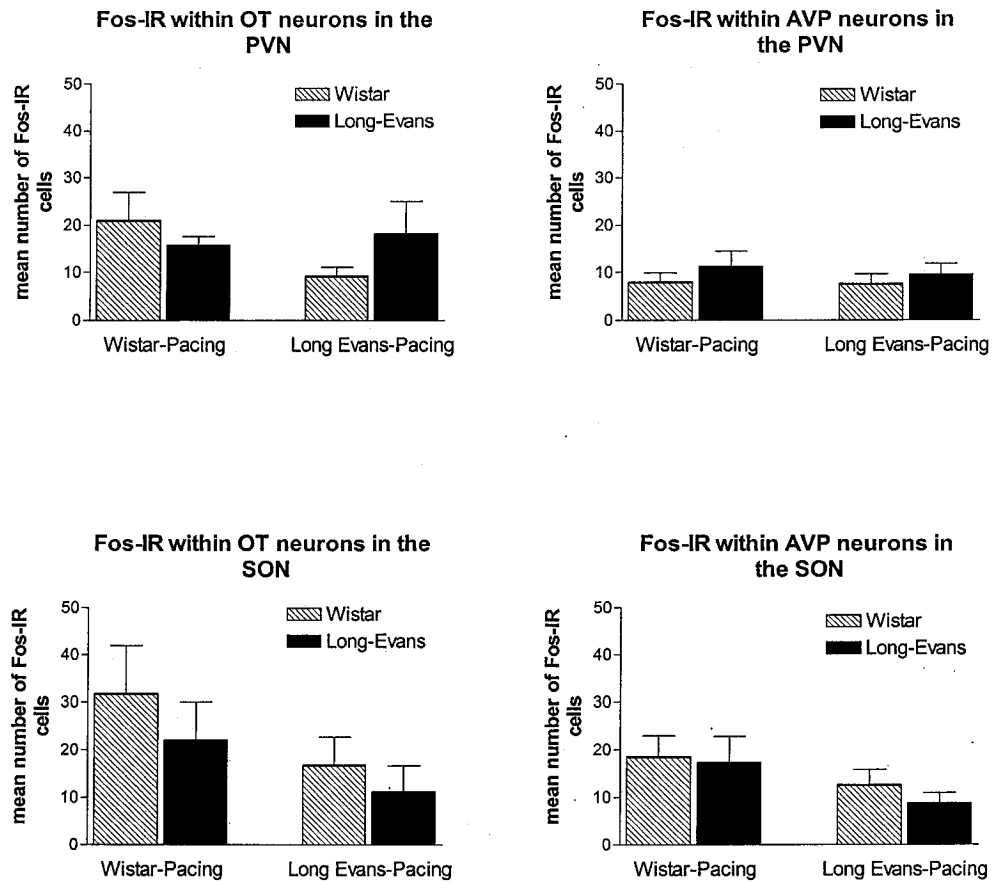 Fos-IR within OT neurons in the
PVN
mean number of Fos-IR
cells
50
40
30
20
10
0
Wistar
Long-Evans
Wistar-Pacing
Long Evans-Pacing
Fos-IR within AVP neurons in
the PVN
mean number of Fos-IR
cells
50
40
30
20
10
0
Wistar
Long-Evans
Wistar-Pacing
Long Evans-Pacing
Fos-IR within OT neurons in the
SON
mean number of Fos-IR
cells
50
40
30
20
10
0
Wistar
Long-Evans
Wistar-Pacing
Long Evans-Pacing
Fos-IR within AVP neurons in
the SON
mean number of Fos-IR
cells
50
40
30
20
10
0
Wistar
Long-Evans
Wistar-Pacing
Long Evans-Pacing